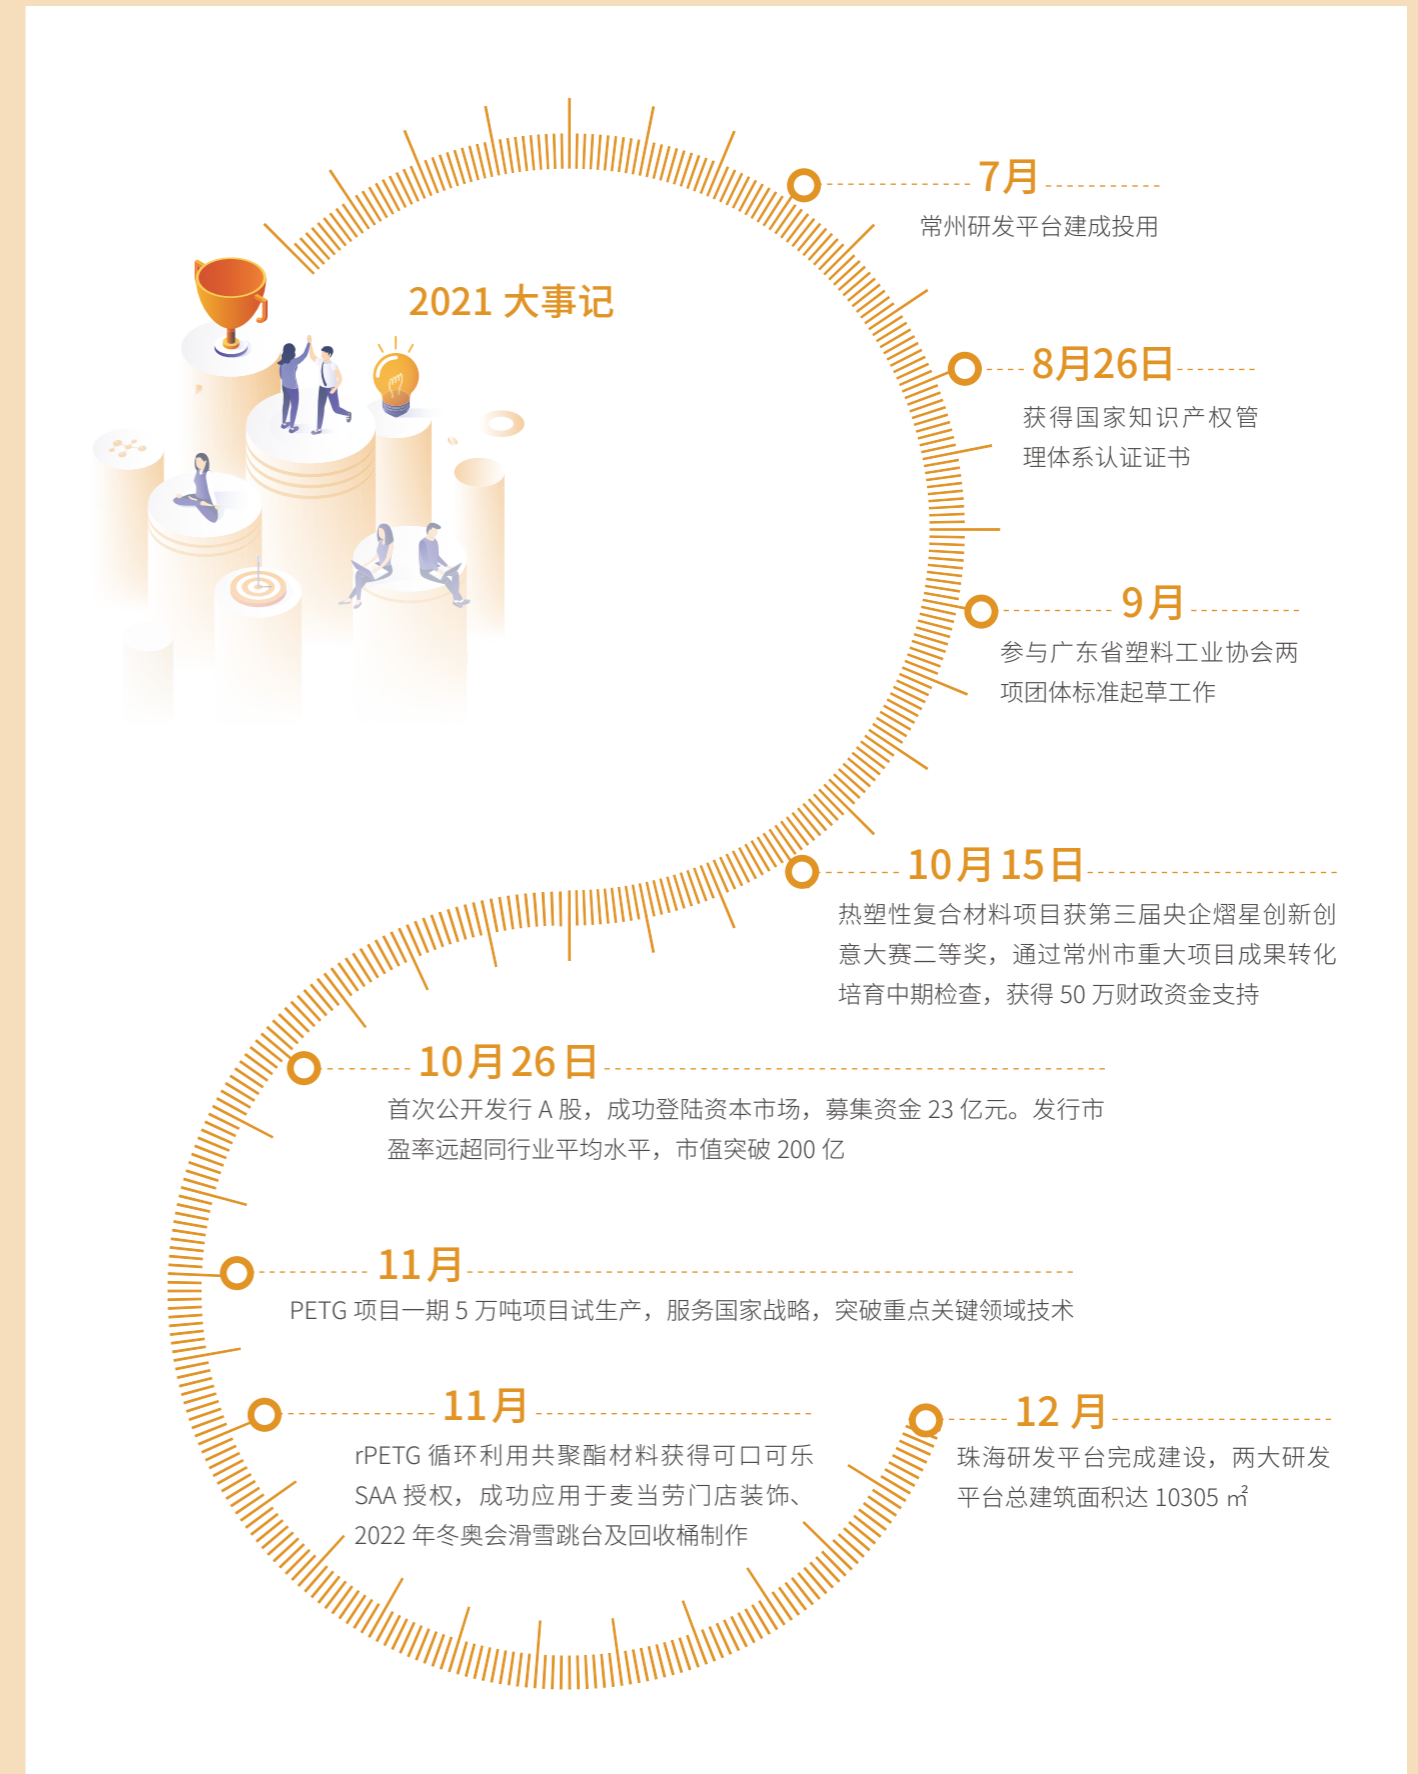 2021 大事记
7月
常州研发平台建成投用
8月26日
获得国家知识产权管
理体系认证证书
9月
参与广东省塑料工业协会两
项团体标准起草工作
10月15日
热塑性复合材料项目获第三届央企熠星创新创
意大赛二等奖，通过常州市重大项目成果转化
培育中期检查，获得 50 万财政资金支持
10月26日
首次公开发行 A 股，成功登陆资本市场，募集资金 23 亿元。发行市
盈率远超同行业平均水平，市值突破 200 亿
11月
PETG 项目一期 5 万吨项目试生产，服务国家战略，突破重点关键领域技术
11月
rPETG 循环利用共聚酯材料获得可口可乐
SAA 授权，成功应用于麦当劳门店装饰、
2022 年冬奥会滑雪跳台及回收桶制作
12 月
珠海研发平台完成建设，两大研发
平台总建筑面积达 10305 ㎡